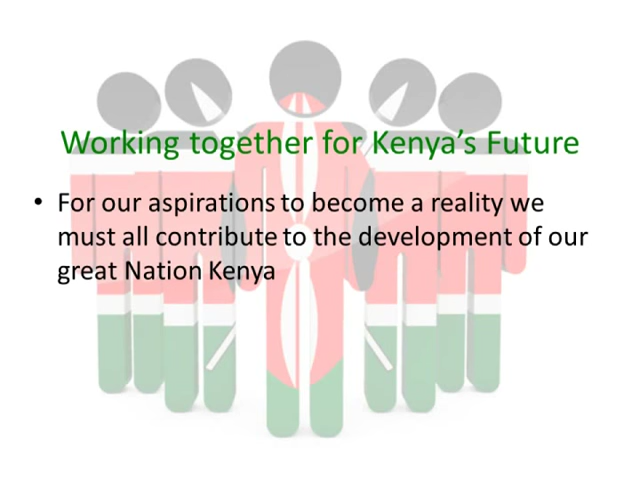 Working together for Kenya’s Future
• For our aspirations to become a reality we
must all contribute to the development of our
great Nation Kenya